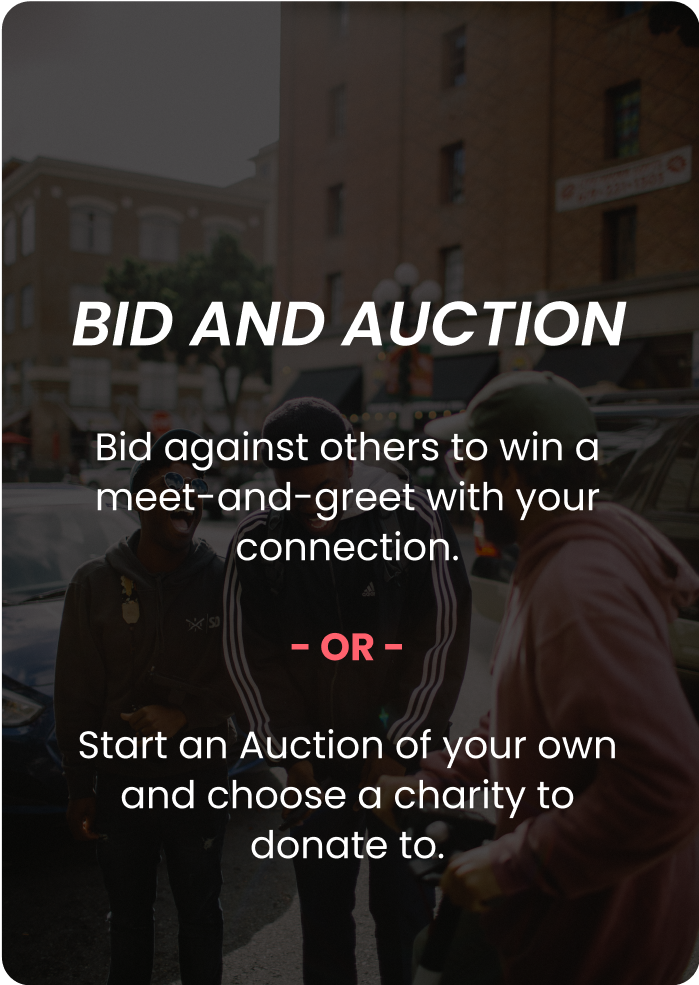 BID AND AUCTION
Bid against others to win a
meet-and-greet with your
connection.
- OR -
Start an Auction of your own
and choose a charity to
donate to.